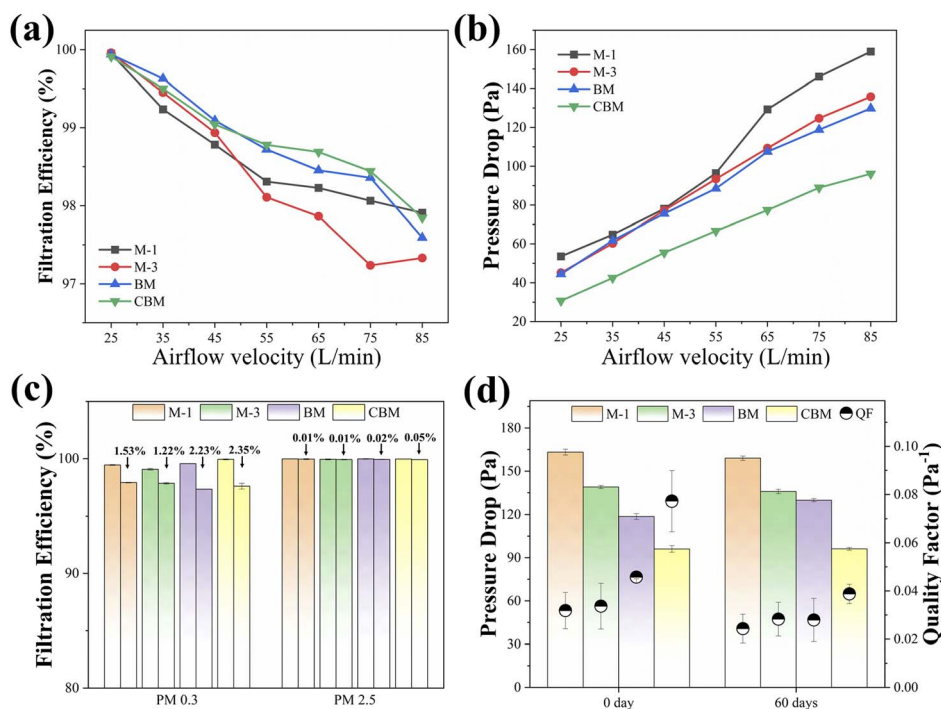 (a)
Filtration Efficiency (%)
100
99
98
97
M-1
M-3
BM
CBM
25 35 45 55 65 75 85
Airflow velocity (L/min)
(b)
Pressure Drop (Pa)
160
140
120
100
80
60
40
20
M-1
M-3
BM
CBM
25 35 45 55 65 75 85
Airflow velocity (L/min)
(c)
Filtration Efficiency (%)
M-1 M-3 BM CBM
100
90
80
1.53% 1.22% 2.23% 2.35% 0.01% 0.01% 0.02% 0.05%
PM 0.3 PM 2.5
(d)
Pressure Drop (Pa)
M-1 M-3 BM CBM QF
180
150
120
90
60
30
0
0.10
0.08
0.06
0.04
0.02
0.00
Quality Factor (Pa-1)
0 day 60 days